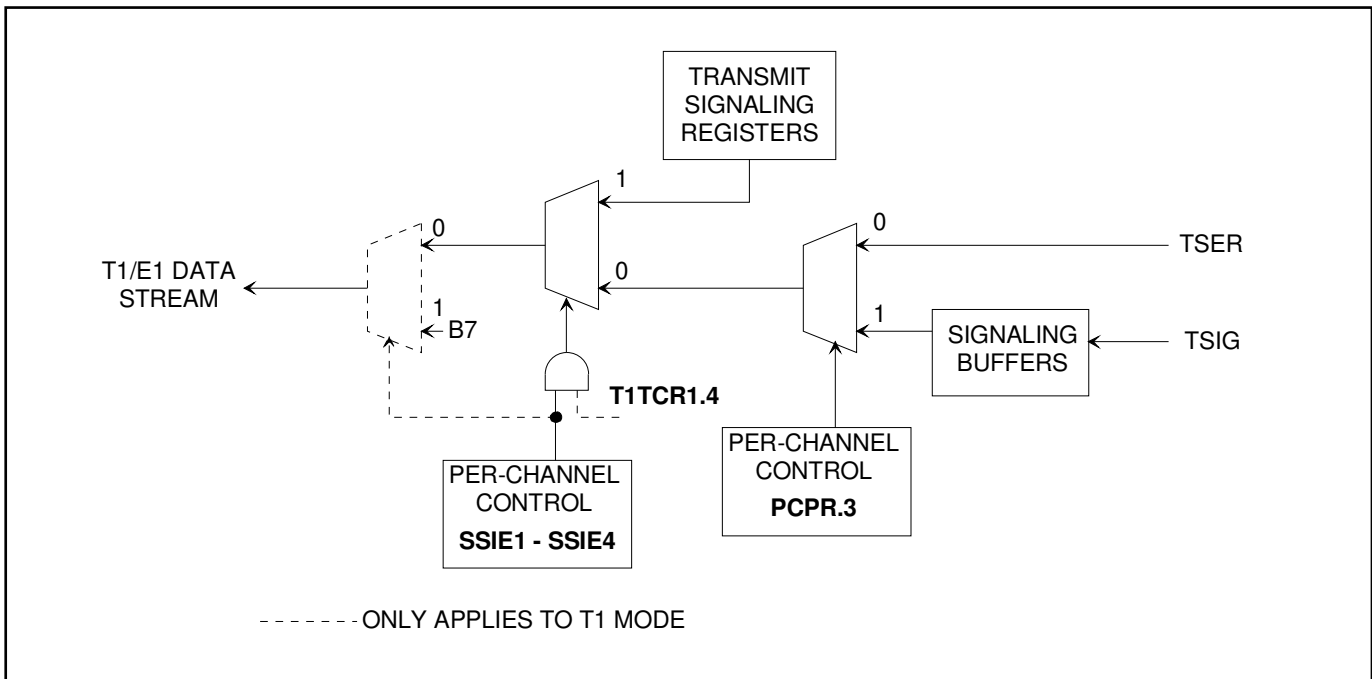 TRANSMIT
SIGNALING
REGISTERS
1
0
0
T1/E1 DATA
STREAM
0
TSER
1
B7
1
SIGNALING
BUFFERS
TSIG
T1TCR1.4
PER-CHANNEL
CONTROL
SSIE1 - SSIE4
PER-CHANNEL
CONTROL
PCPR.3
ONLY APPLIES TO T1 MODE